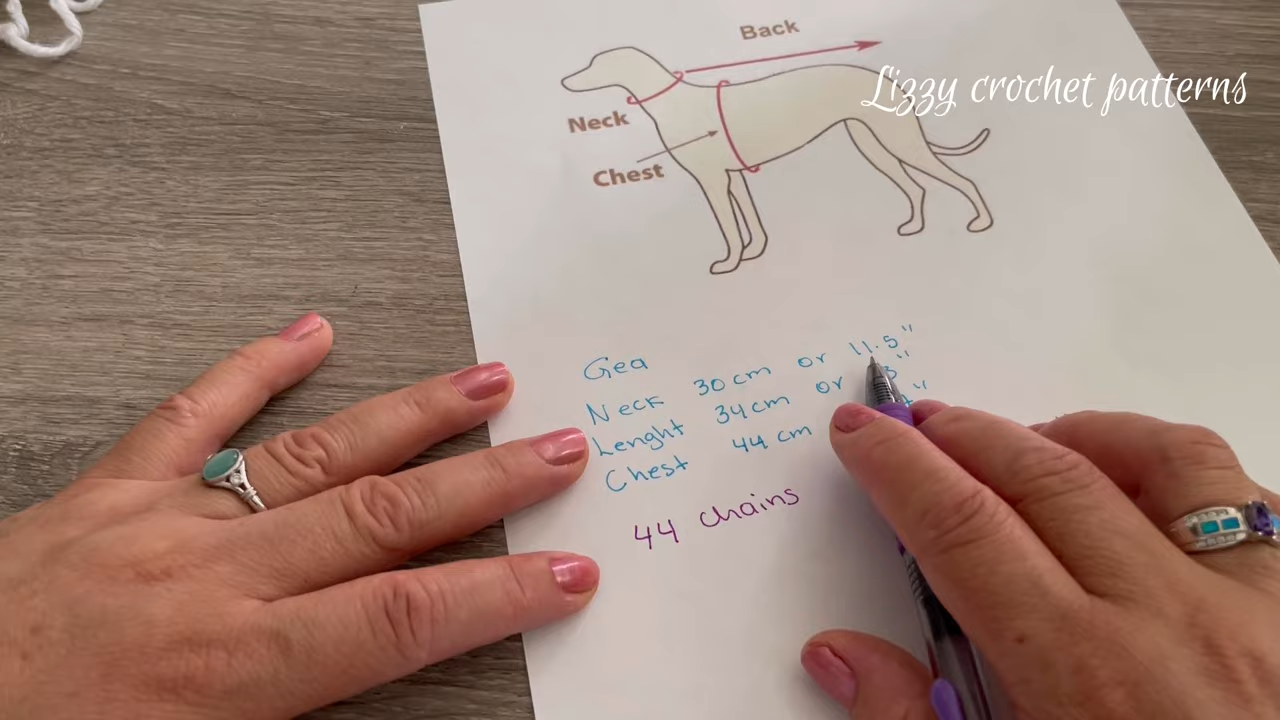 Back
Lizzy crochet patterns
Neck
Chest
Gea
Neck 30 cm or 11.5"
Lenght 34 cm or
Chest 44 cm
44 chains